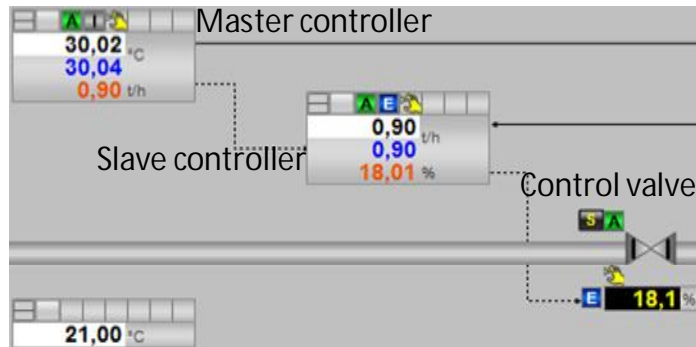 A I Master controller
30,02 °C
30,04
0,90 t/h
A E
0,90 t/h
0,90
Slave controller
18,01 %
Control valve
S A
E 18,1 %
21,00 °C